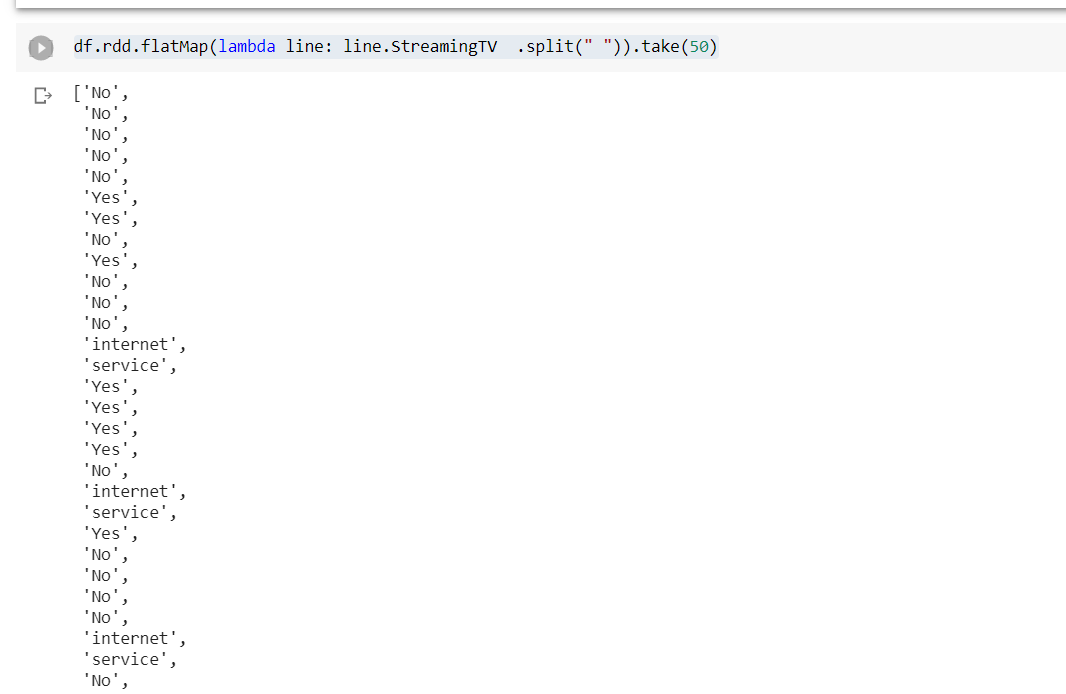 df.rdd.flatMap(lambda line: line.StreamingTV  .split(" ")).take(50)
['No',
'No',
'No',
'No',
'No',
'Yes',
'Yes',
'No',
'Yes',
'No',
'No',
'No',
'internet',
'service',
'Yes',
'Yes',
'Yes',
'Yes',
'No',
'internet',
'service',
'Yes',
'No',
'No',
'No',
'No',
'internet',
'service',
'No',